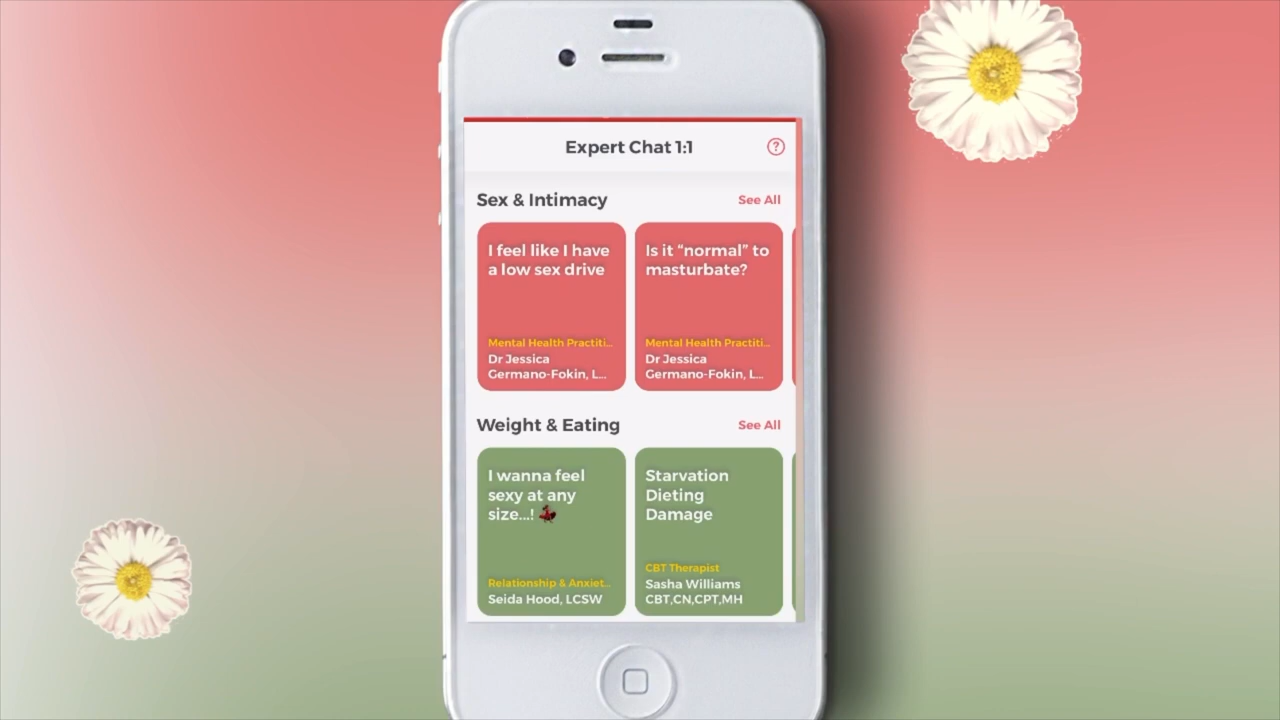 Expert Chat 1:1
?
Sex & Intimacy
See All
I feel like I have
a low sex drive
Mental Health Practiti...
Dr Jessica
Germano-Fokin, L...
Is it “normal” to
masturbate?
Mental Health Practiti...
Dr Jessica
Germano-Fokin, L...
Weight & Eating
See All
I wanna feel
sexy at any
size...! 💃
Relationship & Anxiet...
Seida Hood, LCSW
Starvation
Dieting
Damage
CBT Therapist
Sasha Williams
CBT,CN,CPT,MH